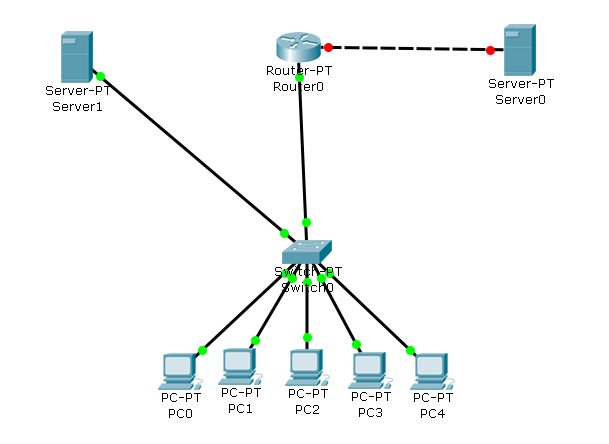 Server-PT
Server1
Router-PT
Router0
Server-PT
Server0
Switch-PT
Switch0
PC-PT
PC0
PC-PT
PC1
PC-PT
PC2
PC-PT
PC3
PC-PT
PC4